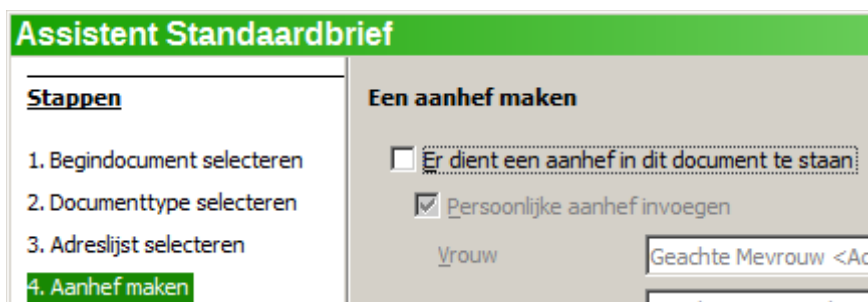 Assistent Standaardbrief
Stappen
1. Begindocument selecteren
2. Documenttype selecteren
3. Adreslijst selecteren
4. Aanhef maken
Een aanhef maken
Er dient een aanhef in dit document te staan
Persoonlijke aanhef invoegen
Vrouw
Geachte Mevrouw